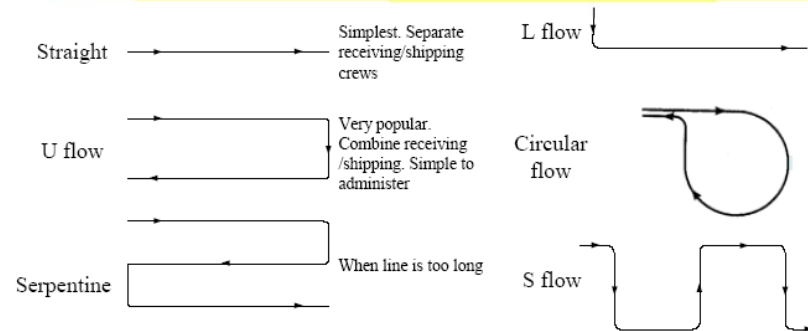 Straight
Simplest. Separate
receiving/shipping
crews
U flow
Very popular.
Combine receiving
/shipping. Simple to
administer
Serpentine
When line is too long
L flow
Circular
flow
S flow